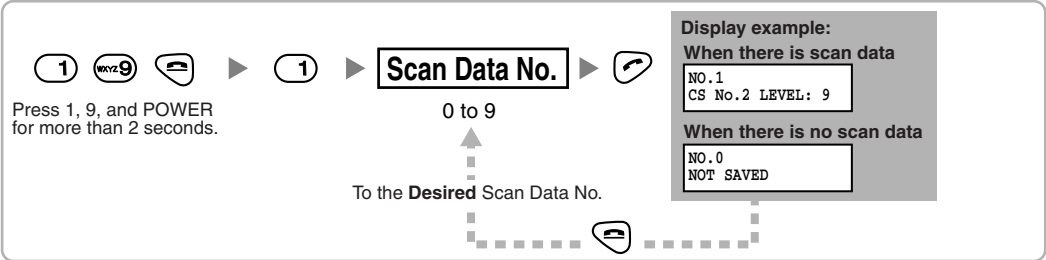 1
WXYZ9
1
Scan Data No.
Press 1, 9, and POWER
for more than 2 seconds.
0 to 9
To the Desired Scan Data No.
Display example:
When there is scan data
NO.1
CS No.2 LEVEL: 9
When there is no scan data
NO.0
NOT SAVED